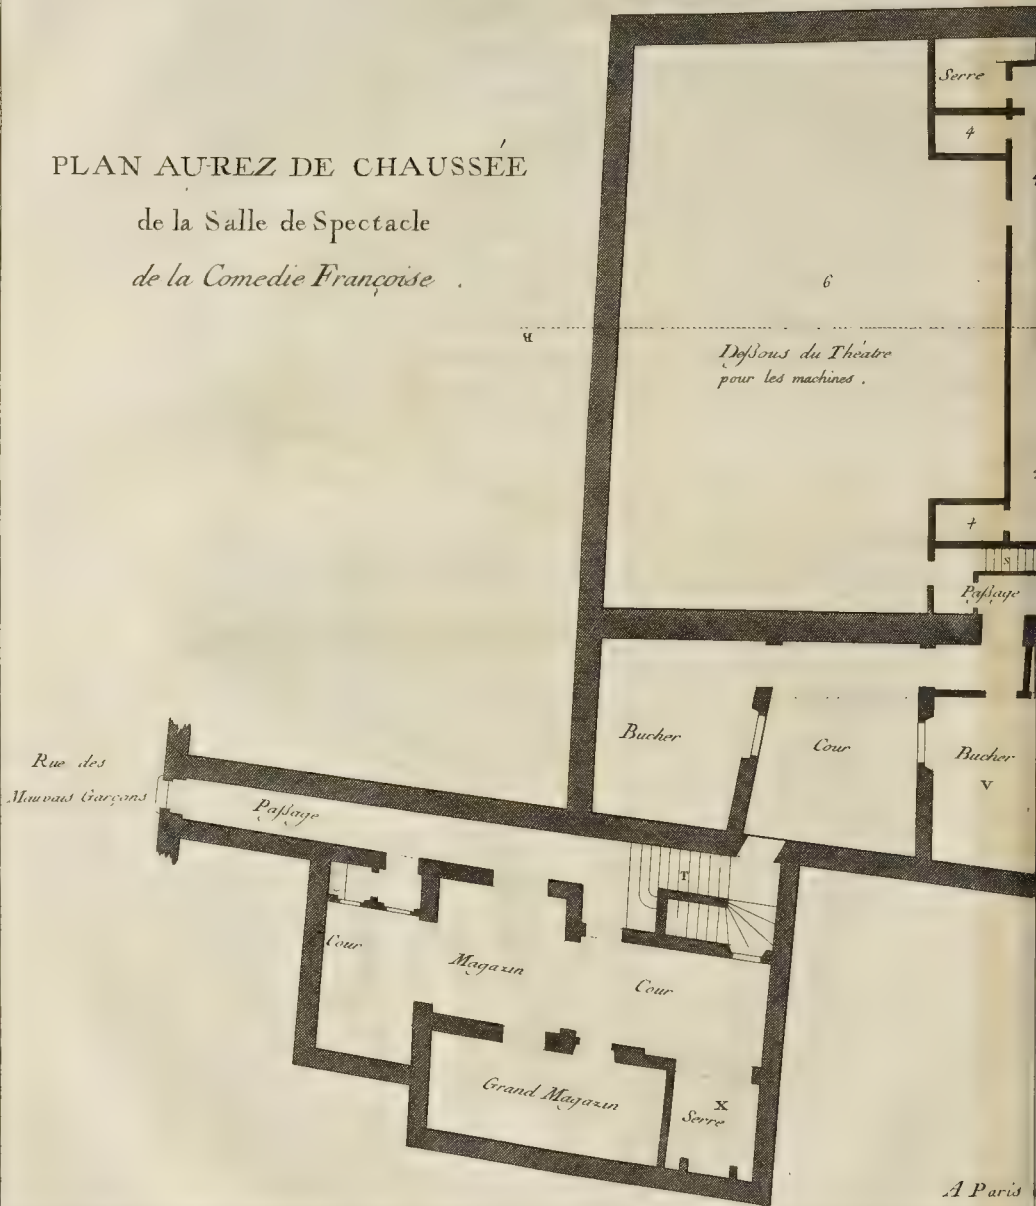 PLAN AU-REZ DE CHAUSSÉE
de la Salle de Spectacle
de la Comedie Françoise .
Serre
4
6
H
Deßous du Théatre
pour les machines .
4
S
Paßage
Bucher
Cour
Bucher
V
Rue des
Mauvais Garçons
Paßage
T
Cour
Magazin
Cour
Grand Magazin
X
Serre
A Paris